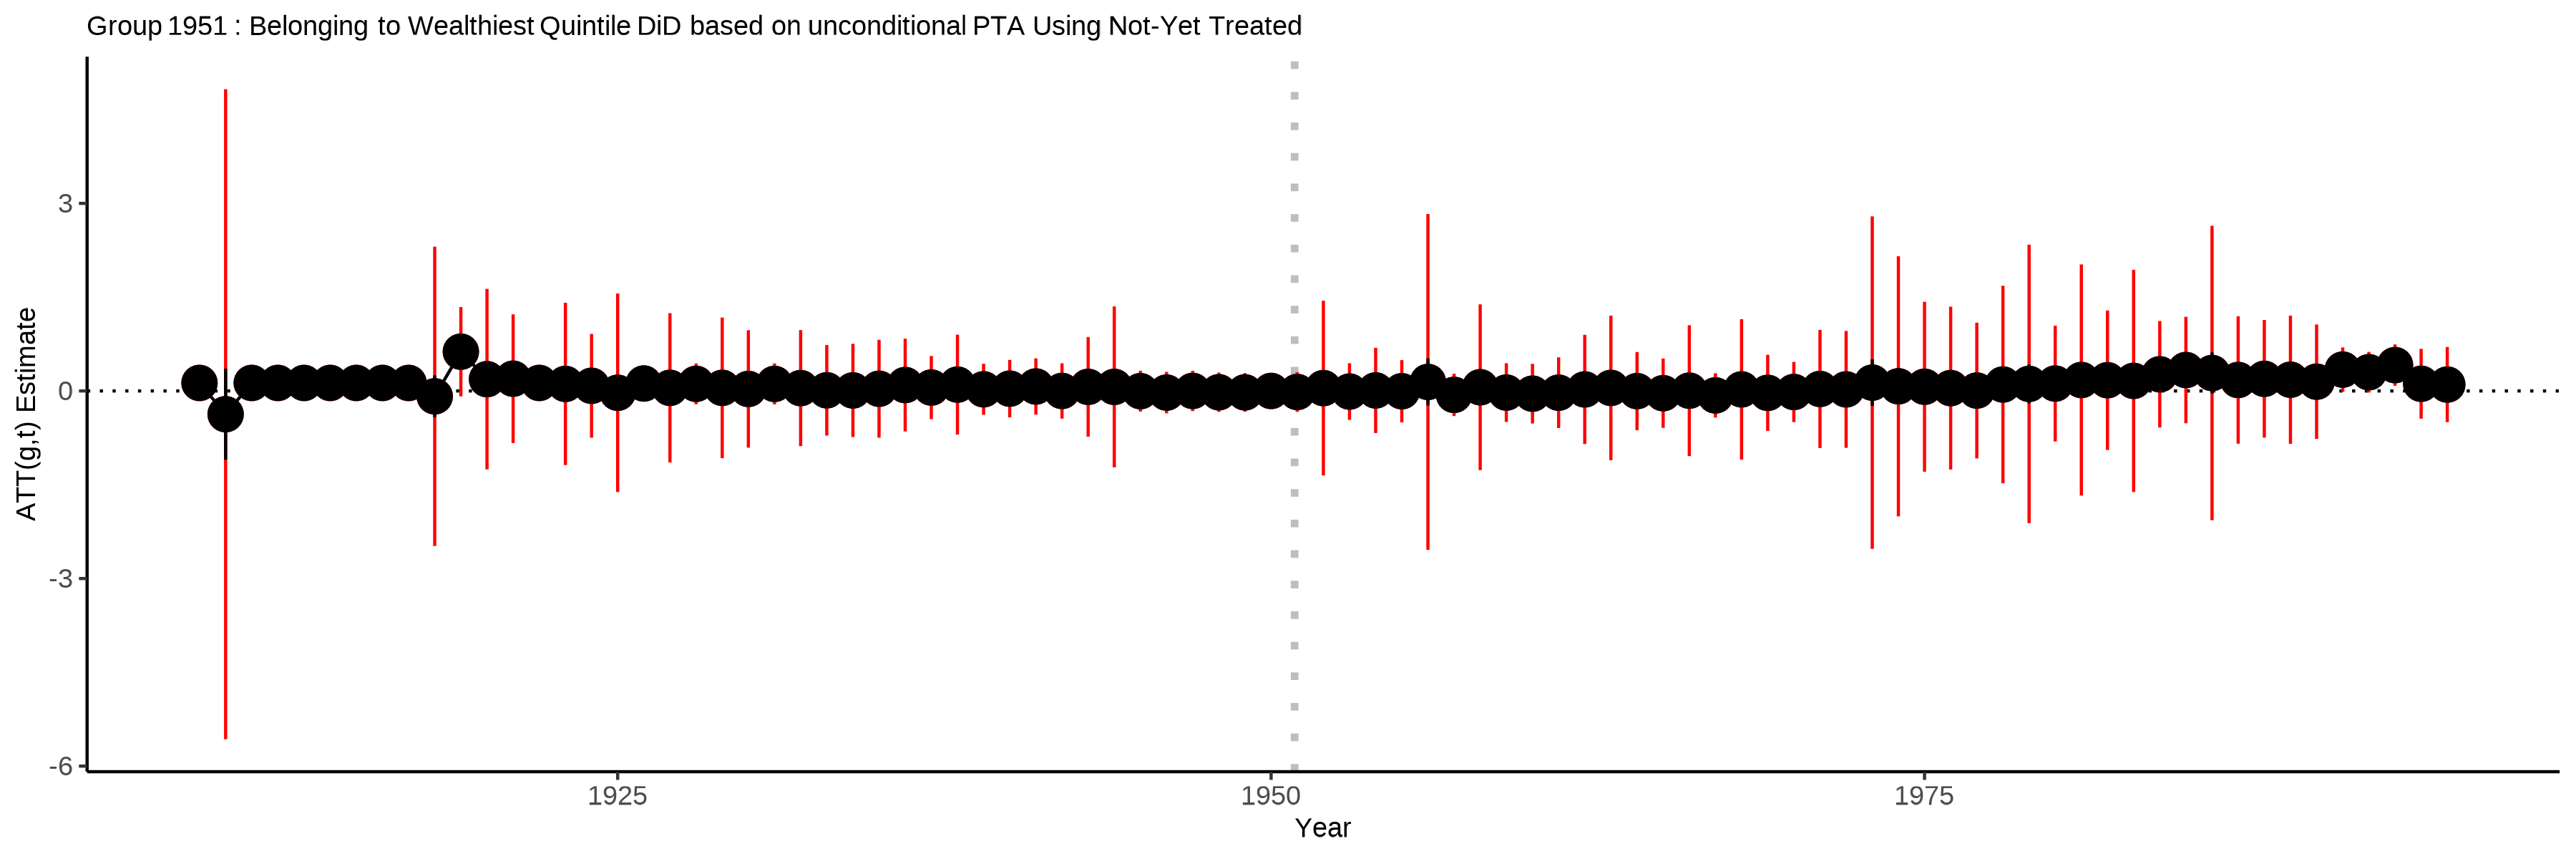 Group 1951 : Belonging to Wealthiest Quintile DiD based on unconditional PTA Using Not-Yet Treated
ATT(g,t) Estimate
3
0
-3
-6
1925
1950
1975
Year